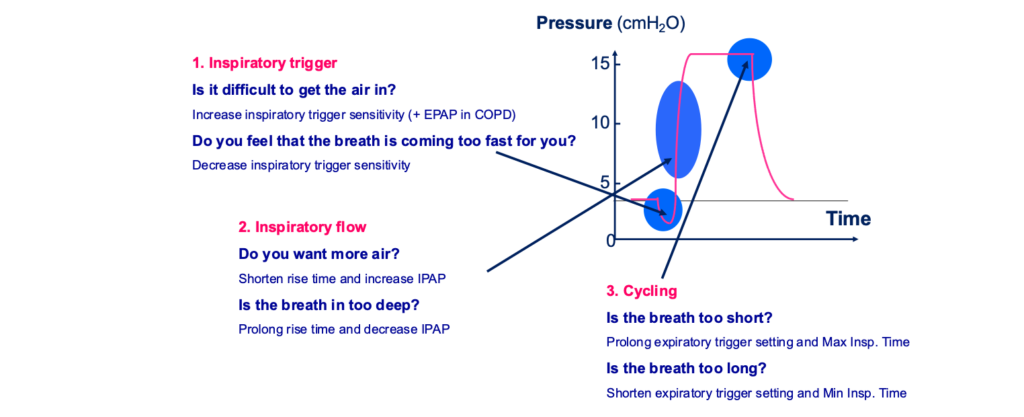 Pressure (cmH₂O)
15
10
5
0
Time
1. Inspiratory trigger
Is it difficult to get the air in?
Increase inspiratory trigger sensitivity (+ EPAP in COPD)
Do you feel that the breath is coming too fast for you?
Decrease inspiratory trigger sensitivity
2. Inspiratory flow
Do you want more air?
Shorten rise time and increase IPAP
Is the breath in too deep?
Prolong rise time and decrease IPAP
3. Cycling
Is the breath too short?
Prolong expiratory trigger setting and Max Insp. Time
Is the breath too long?
Shorten expiratory trigger setting and Min Insp. Time